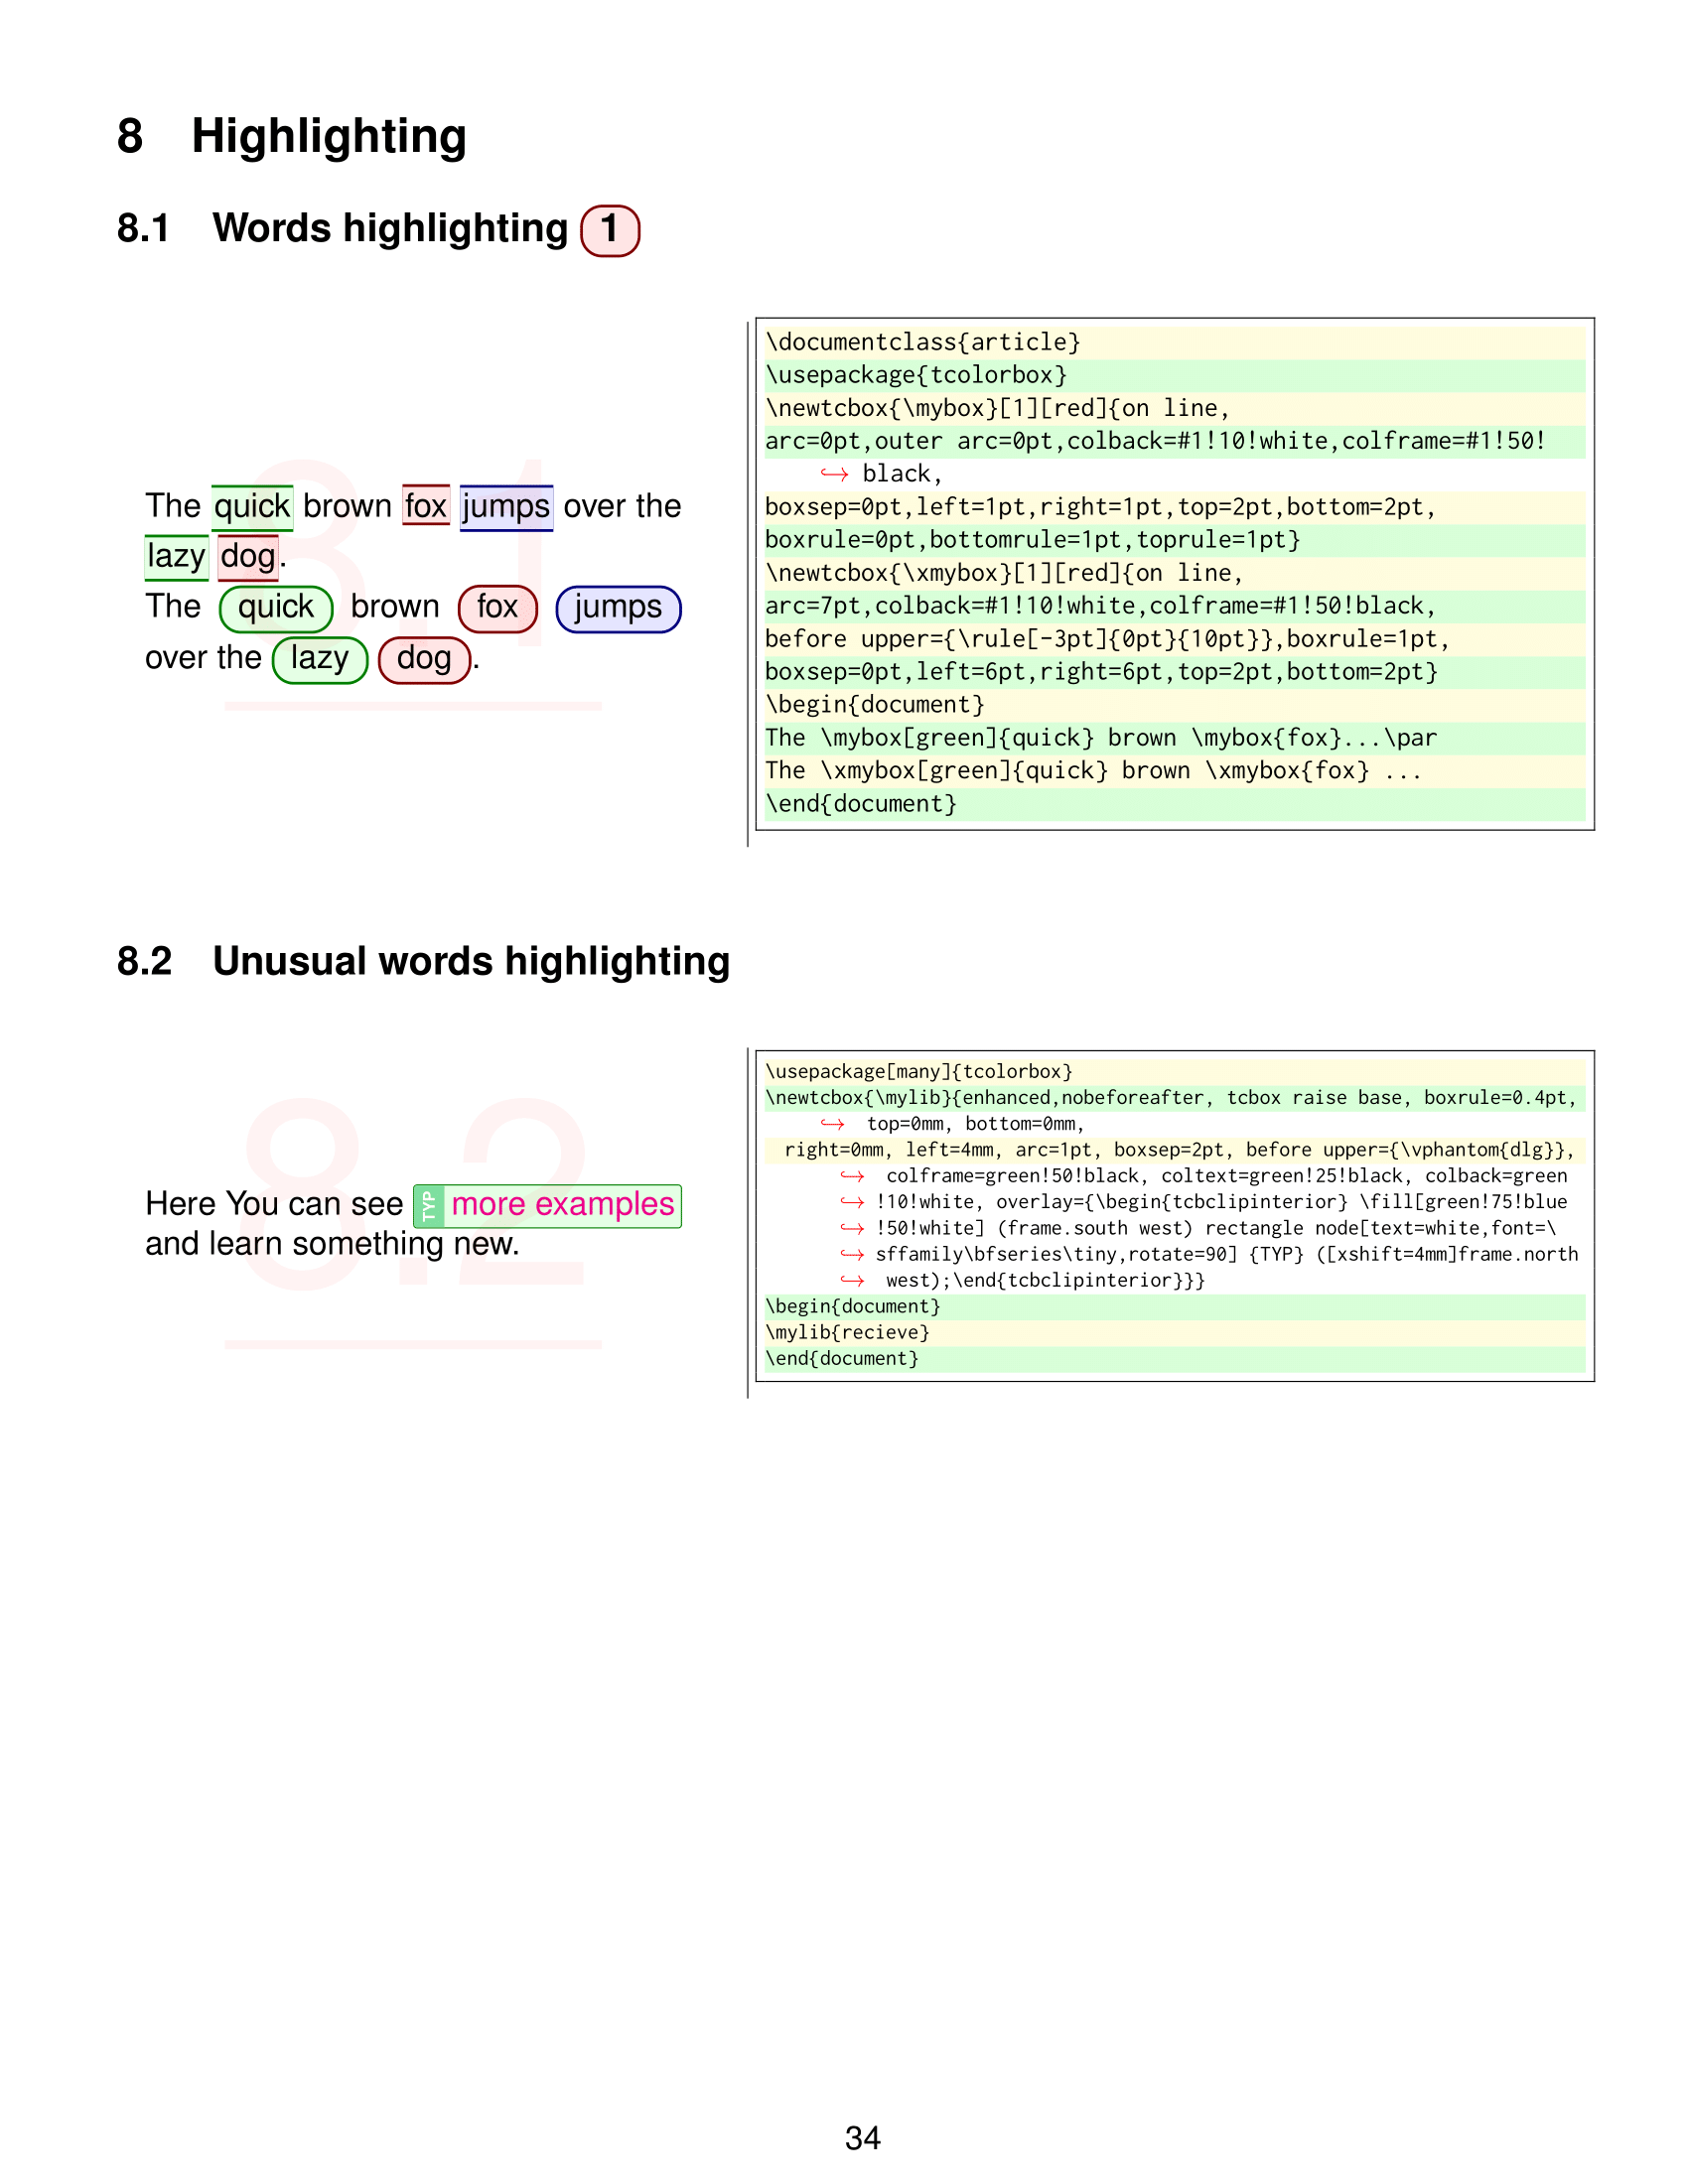 8 Highlighting
8.1 Words highlighting 1
8.1
The quick brown fox jumps over the
lazy dog.
The quick brown fox jumps
over the lazy dog.
\documentclass{article}
\usepackage{tcolorbox}
\newtcbox{\mybox}[1][red]{on line,
arc=0pt,outer arc=0pt,colback=#1!10!white,colframe=#1!50!
↪ black,
boxsep=0pt,left=1pt,right=1pt,top=2pt,bottom=2pt,
boxrule=0pt,bottomrule=1pt,toprule=1pt}
\newtcbox{\xmybox}[1][red]{on line,
arc=7pt,colback=#1!10!white,colframe=#1!50!black,
before upper={\rule[-3pt]{0pt}{10pt}},boxrule=1pt,
boxsep=0pt,left=6pt,right=6pt,top=2pt,bottom=2pt}
\begin{document}
The \mybox[green]{quick} brown \mybox{fox}...\par
The \xmybox[green]{quick} brown \xmybox{fox} ...
\end{document}
8.2 Unusual words highlighting
8.2
Here You can see TYP more examples
and learn something new.
\usepackage[many]{tcolorbox}
\newtcbox{\mylib}{enhanced,nobeforeafter, tcbox raise base, boxrule=0.4pt,
↪ top=0mm, bottom=0mm,
right=0mm, left=4mm, arc=1pt, boxsep=2pt, before upper={\vphantom{dlg}},
↪ colframe=green!50!black, coltext=green!25!black, colback=green
↪ !10!white, overlay={\begin{tcbclipinterior} \fill[green!75!blue
↪ !50!white] (frame.south west) rectangle node[text=white,font=\
↪ sffamily\bfseries\tiny,rotate=90] {TYP} ([xshift=4mm]frame.north
↪ west);\end{tcbclipinterior}}}
\begin{document}
\mylib{recieve}
\end{document}
34